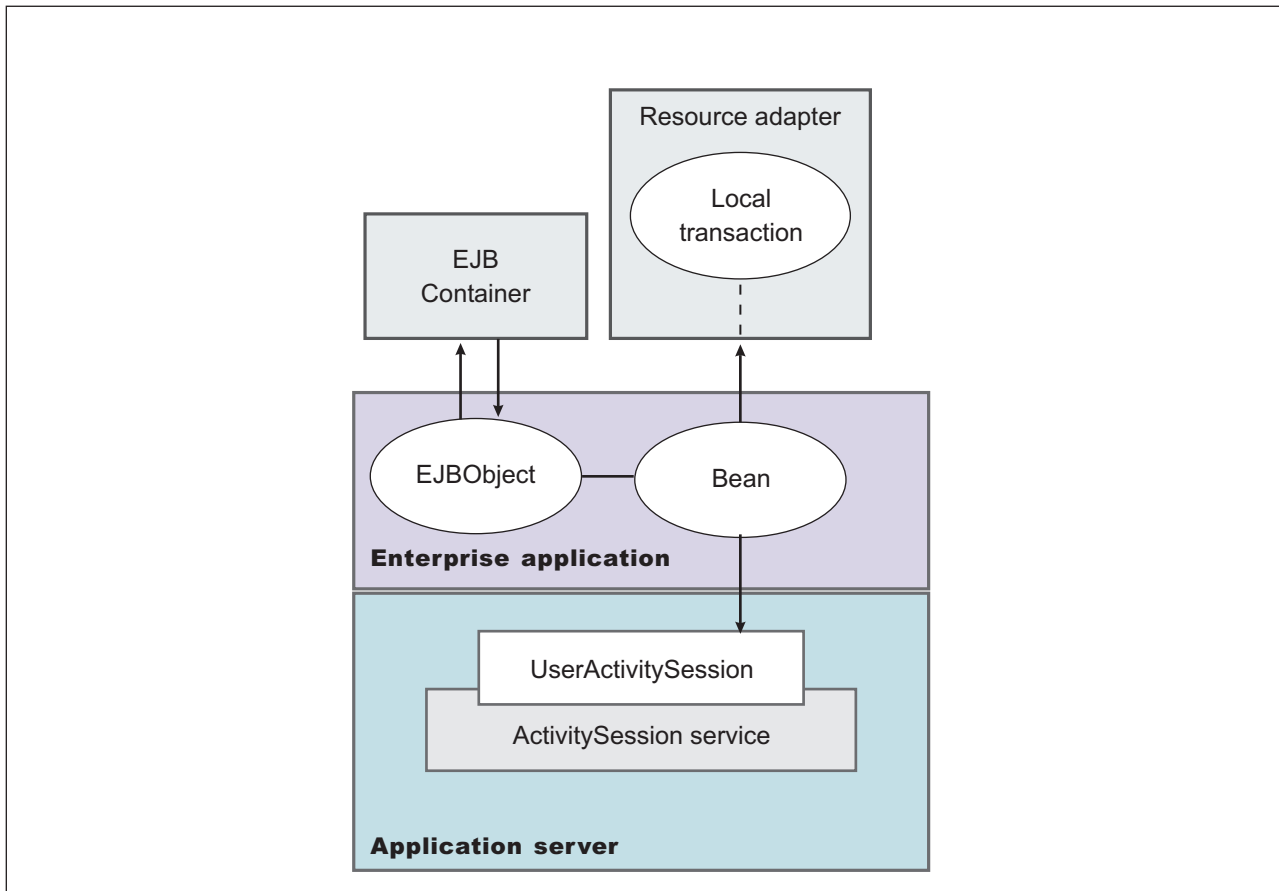 Resource adapter
Local
transaction
EJB
Container
EJBObject
Bean
Enterprise application
UserActivitySession
ActivitySession service
Application server